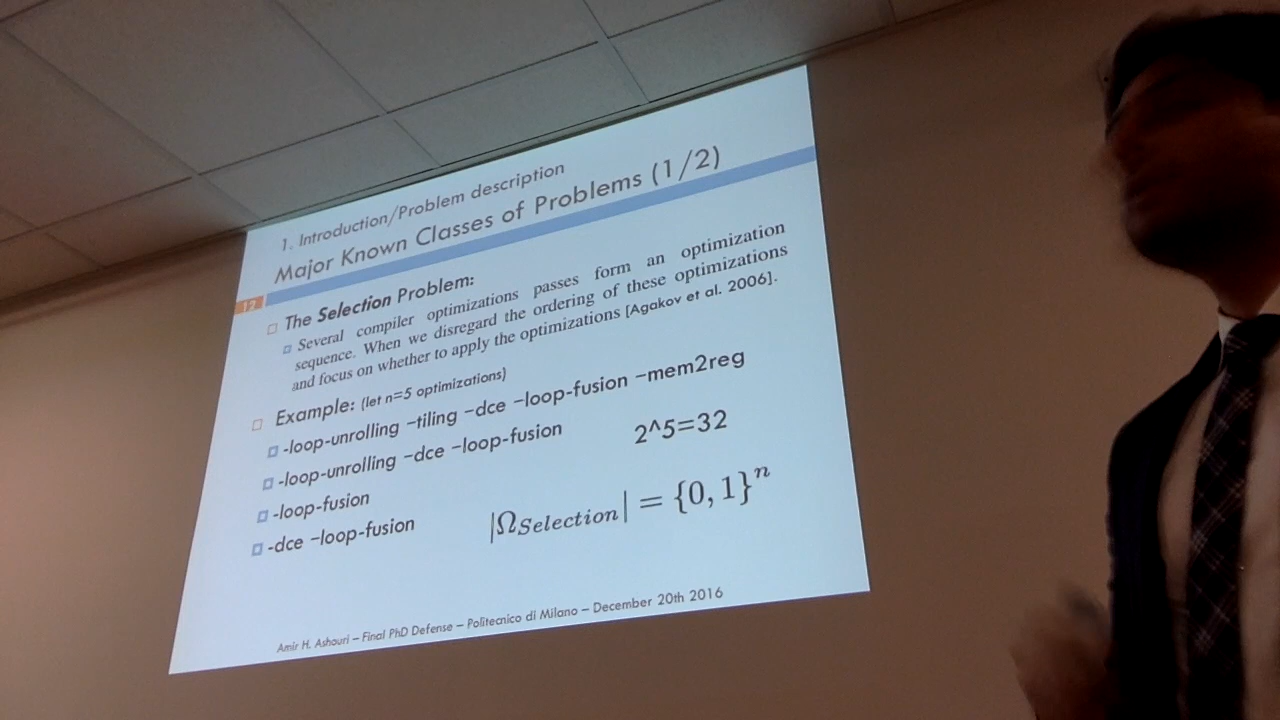 1. Introduction/Problem description
Major Known Classes of Problems (1/2)
12
The Selection Problem:
Several compiler optimizations passes form an optimization
sequence. When we disregard the ordering of these optimizations
and focus on whether to apply the optimizations [Agakov et al. 2006].
Example: (let n=5 optimizations)
-loop-unrolling –tiling –dce –loop-fusion –mem2reg
-loop-unrolling –dce –loop-fusion
2^5=32
-loop-fusion
-dce –loop-fusion
|Ω_Selection| = {0, 1}^n
Amir H. Ashouri – Final PhD Defense – Politecnico di Milano – December 20th 2016